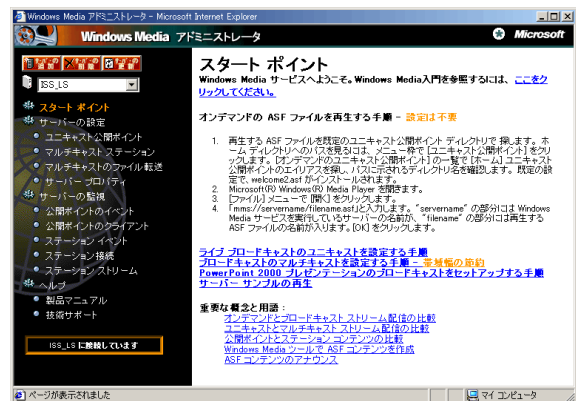 Windows Media アドミニストレータ - Microsoft Internet Explorer
Windows Media アドミニストレータ
Microsoft
ISS_LS
スタート ポイント
サーバーの設定
ユニキャスト公開ポイント
マルチキャスト ステーション
マルチキャストのファイル転送
サーバー プロパティ
サーバーの監視
公開ポイントのイベント
公開ポイントのクライアント
ステーション イベント
ステーション接続
ステーション ストリーム
ヘルプ
製品マニュアル
技術サポート
ISS_LS に接続しています
スタート ポイント
Windows Media サービスへようこそ。Windows Media入門を参照するには、ここをク
リックしてください。
オンデマンドの ASF ファイルを再生する手順 - 設定は不要
1. 再生する ASF ファイルを既定のユニキャスト公開ポイント ディレクトリで 探します。ホ
ーム ディレクトリへのパスを見るには、メニュー枠で [ユニキャスト公開ポイント] をクリ
ックします。[オンデマンドのユニキャスト公開ポイント] の一覧で [ホーム] ユニキャスト
公開ポイントのエイリアスを探し、パスに示されるディレクトリ名を確認します。既定の設
定で、welcome2.asf がインストールされます。
2. Microsoft(R) Windows(R) Media Player を開きます。
3. [ファイル] メニューで [開く] をクリックします。
4. 「mms://servername/filename.asf」と入力します。"servername" の部分には Windows
Media サービスを実行しているサーバーの名前が、"filename" の部分には再生する
ASF ファイルの名前が入ります。[OK] をクリックします。
ライブ ブロードキャストのユニキャストを設定する手順
ブロードキャストのマルチキャストを設定する手順 - 帯域幅の節約
PowerPoint 2000 プレゼンテーションのブロードキャストをセットアップする手順
サーバー サンプルの再生
重要な概念と用語 :
オンデマンドとブロードキャスト ストリーム配信の比較
ユニキャストとマルチキャスト ストリーム配信の比較
公開ポイントとステーション コンテンツの比較
Windows Media ツールで ASF コンテンツを作成
ASF コンテンツのアナウンス
ページが表示されました
マイ コンピュータ